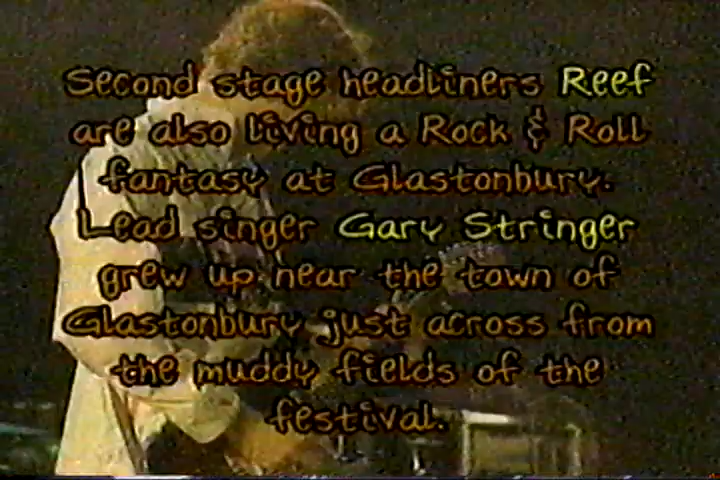 Second stage headliners Reef
are also living a Rock & Roll
fantasy at Glastonbury.
Lead singer Gary Stringer
grew up near the town of
Glastonbury just across from
the muddy fields of the
festival.